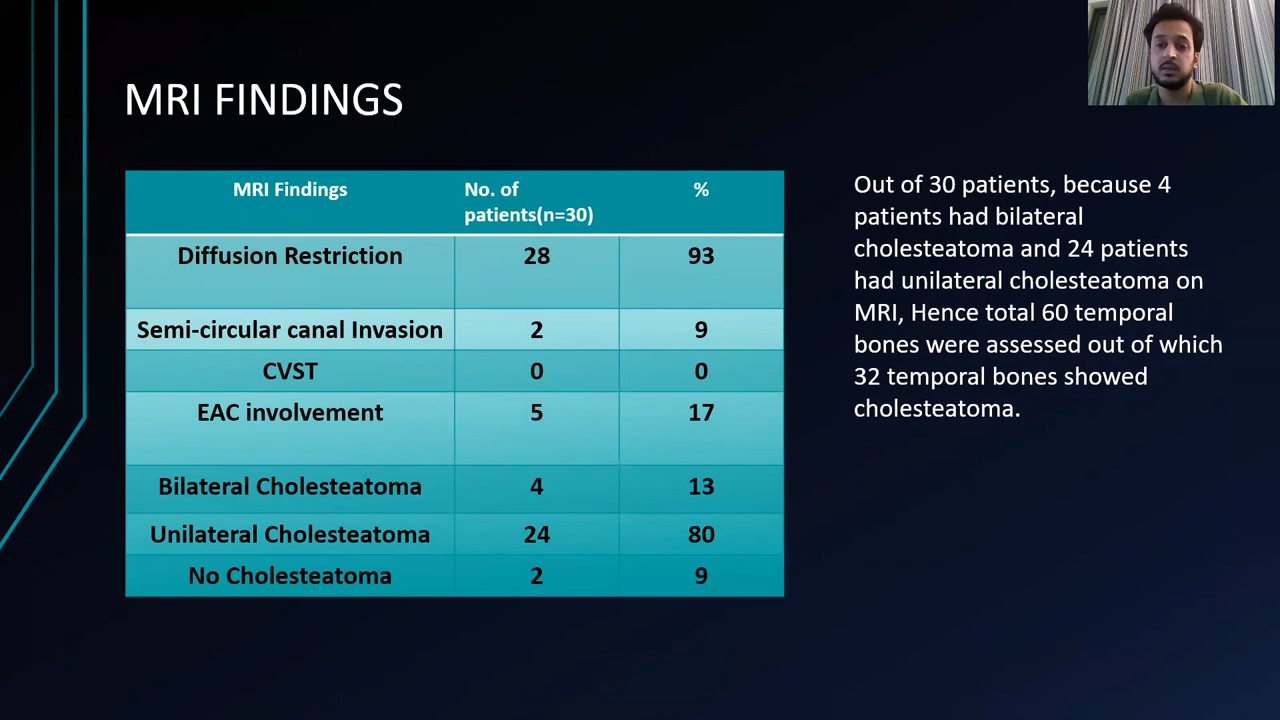 MRI FINDINGS
MRI Findings No. of patients(n=30) %
Diffusion Restriction 28 93
Semi-circular canal Invasion 2 9
CVST 0 0
EAC involvement 5 17
Bilateral Cholesteatoma 4 13
Unilateral Cholesteatoma 24 80
No Cholesteatoma 2 9
Out of 30 patients, because 4
patients had bilateral
cholesteatoma and 24 patients
had unilateral cholesteatoma on
MRI, Hence total 60 temporal
bones were assessed out of which
32 temporal bones showed
cholesteatoma.